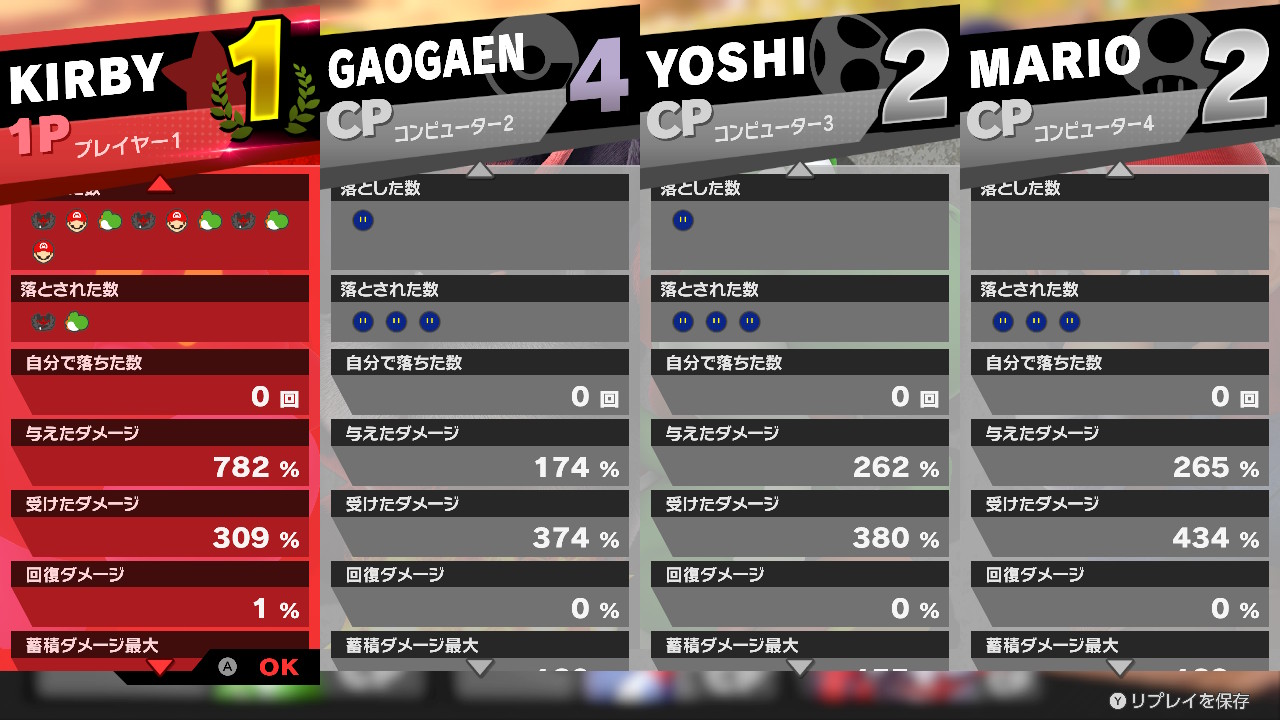 KIRBY 1
1P プレイヤー1
GAOGAEN 4
CP コンピューター2
YOSHI 2
CP コンピューター3
MARIO 2
CP コンピューター4
た数
落とされた数
自分で落ちた数
0 回
与えたダメージ
782 %
受けたダメージ
309 %
回復ダメージ
1 %
蓄積ダメージ最大
A OK
落とした数
落とされた数
自分で落ちた数
0 回
与えたダメージ
174 %
受けたダメージ
374 %
回復ダメージ
0 %
蓄積ダメージ最大
落とした数
落とされた数
自分で落ちた数
0 回
与えたダメージ
262 %
受けたダメージ
380 %
回復ダメージ
0 %
蓄積ダメージ最大
落とした数
落とされた数
自分で落ちた数
0 回
与えたダメージ
265 %
受けたダメージ
434 %
回復ダメージ
0 %
蓄積ダメージ最大
Y リプレイを保存